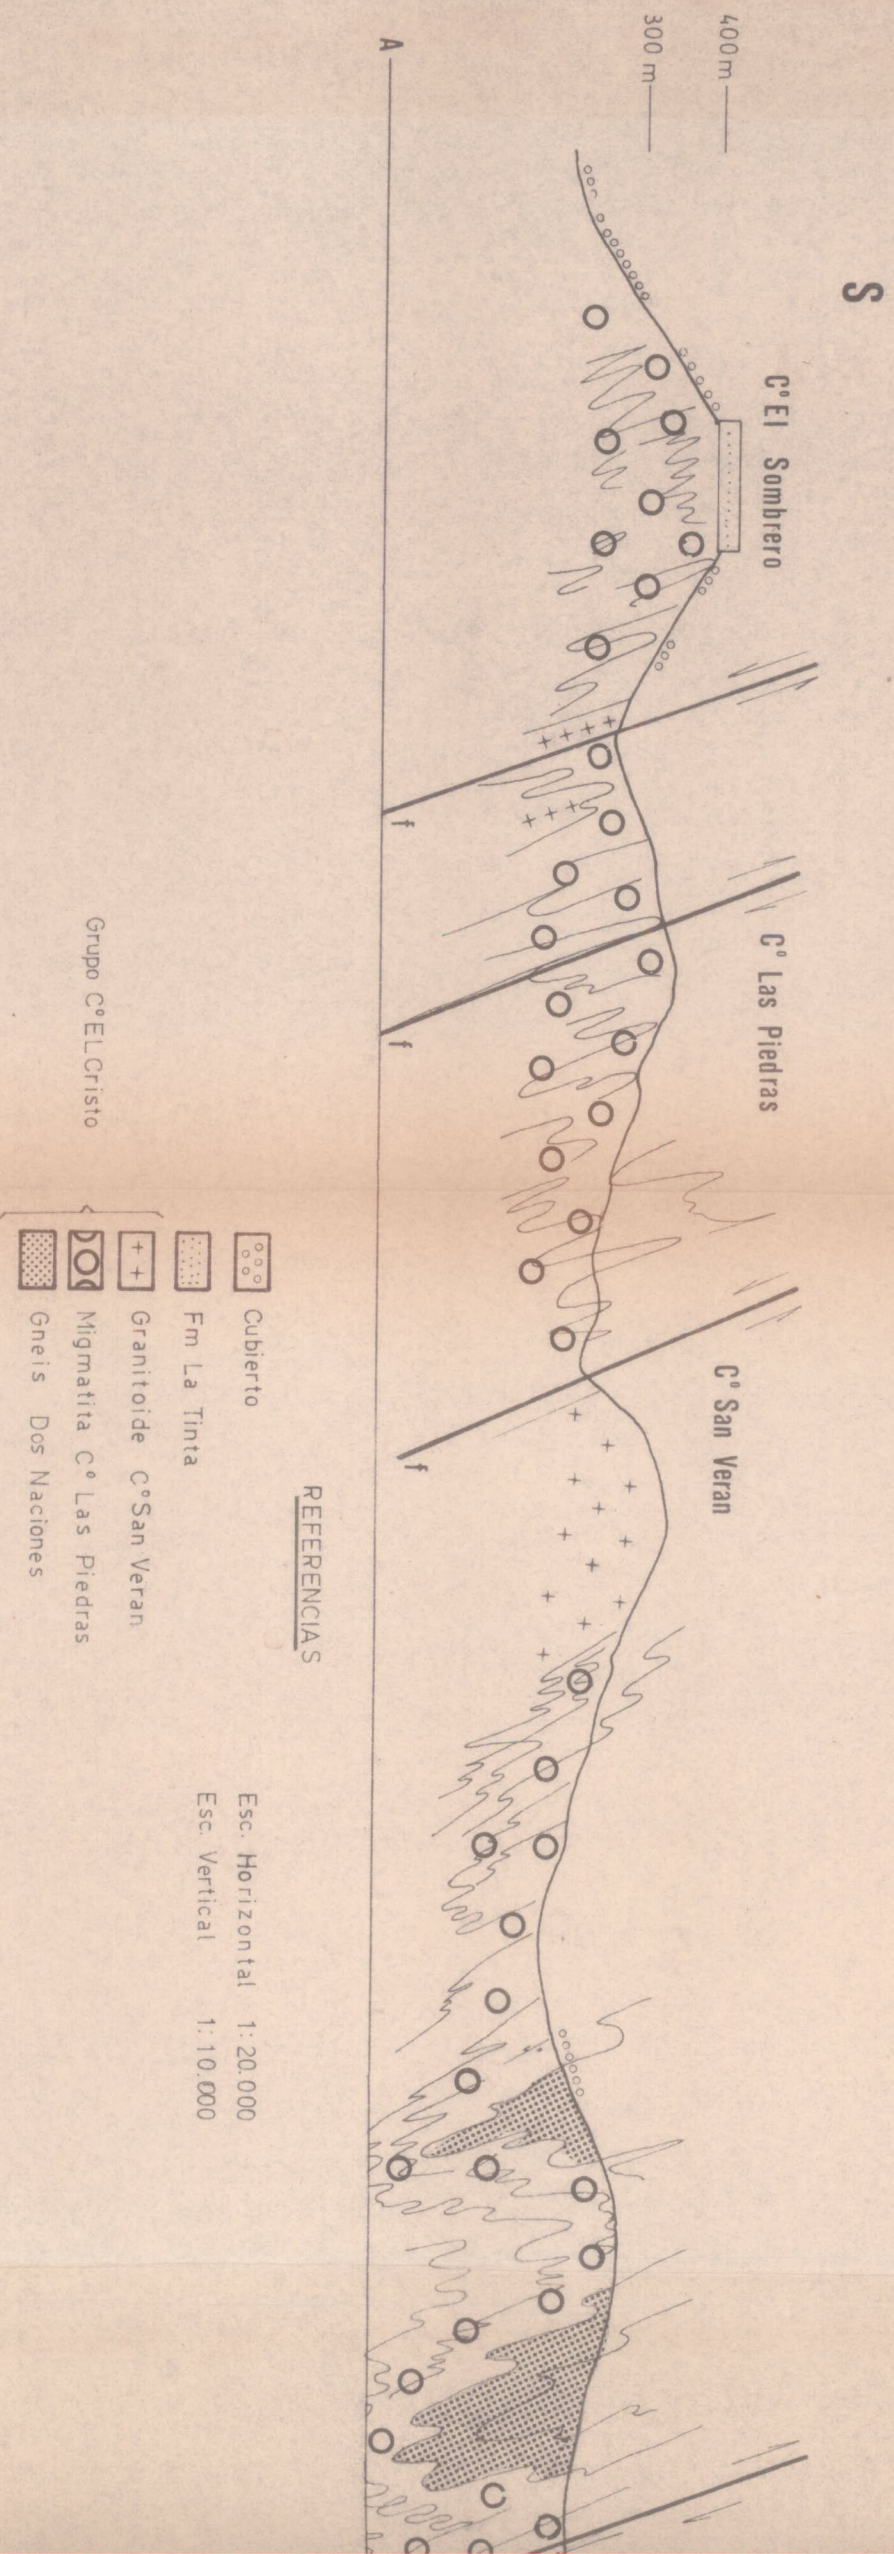 S
400m
300 m
A
C° El Sombrero
C° Las Piedras
C° San Veran
f
f
f
REFERENCIAS
Cubierto
Fm La Tinta
Grupo C° EL Cristo
Granitoide C° San Veran
Migmatita C° Las Piedras
Gneis Dos Naciones
Esc. Horizontal 1: 20.000
Esc. Vertical 1: 10.000